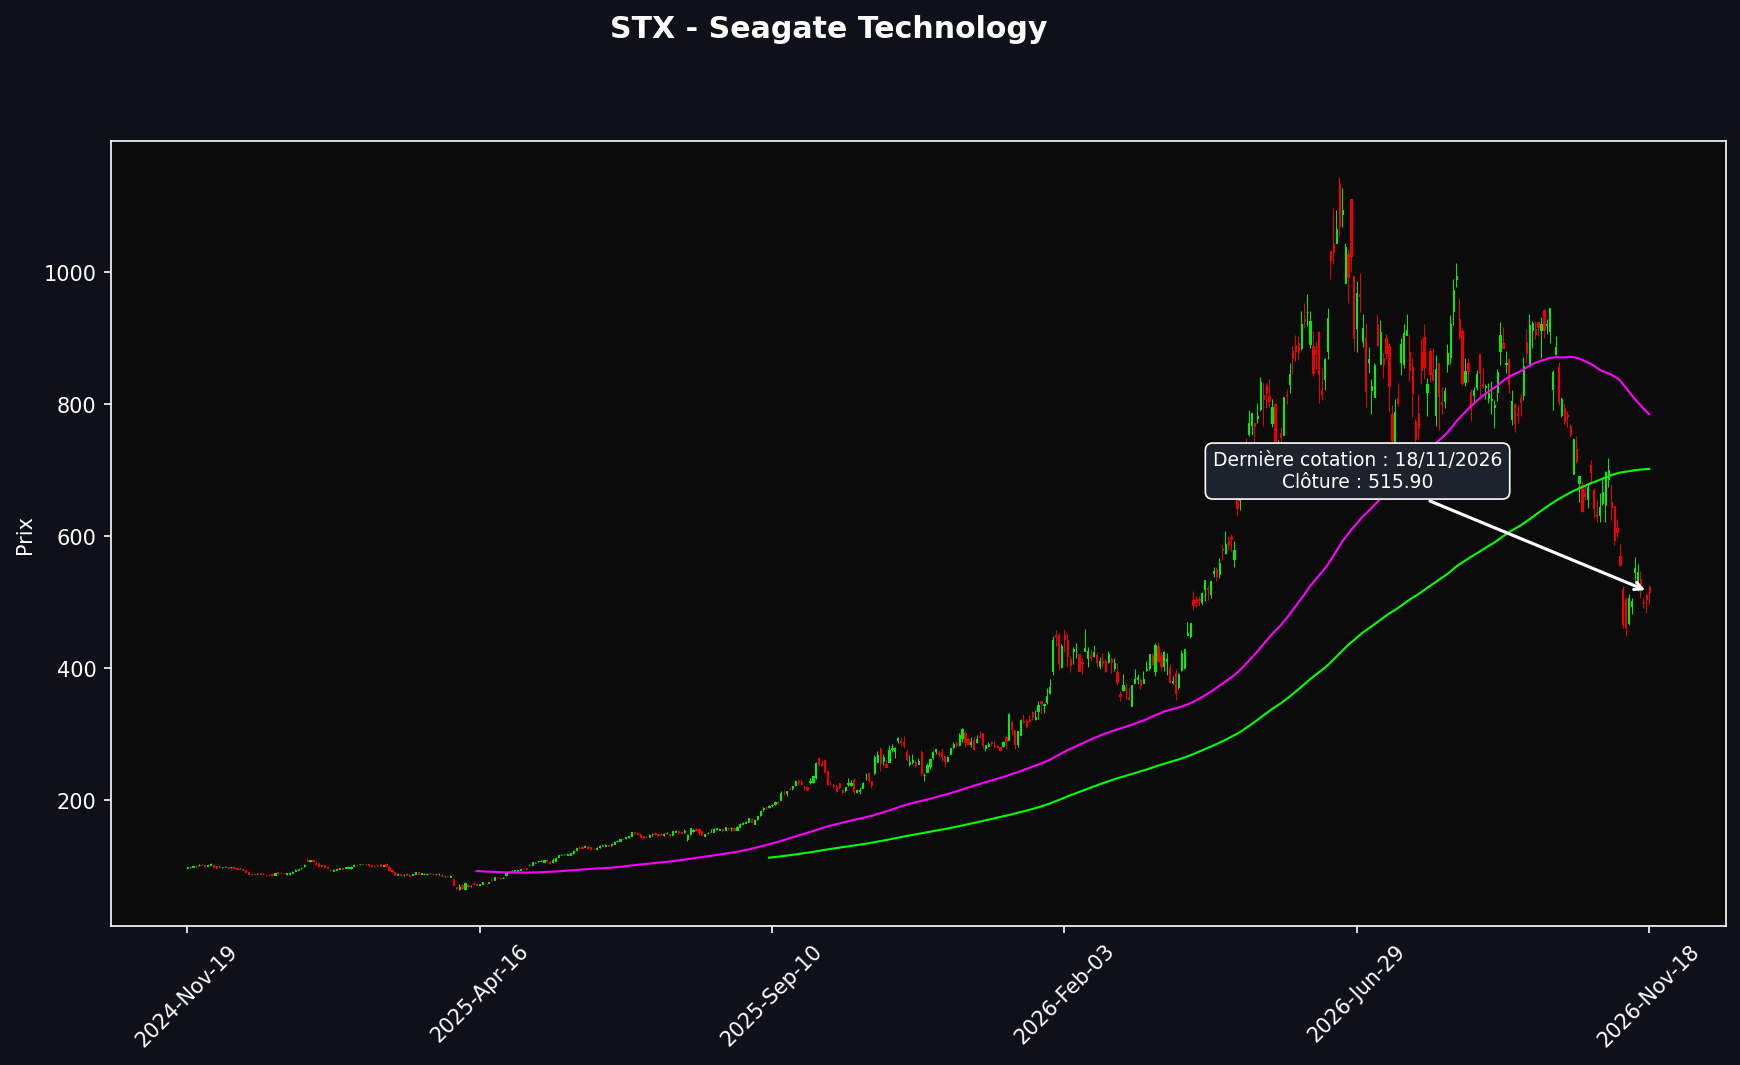 STX - Seagate Technology
Prix
1000
800
600
400
200
Dernière cotation : 18/11/2026
Clôture : 515.90
2024-Nov-19
2025-Apr-16
2025-Sep-10
2026-Feb-03
2026-Jun-29
2026-Nov-18